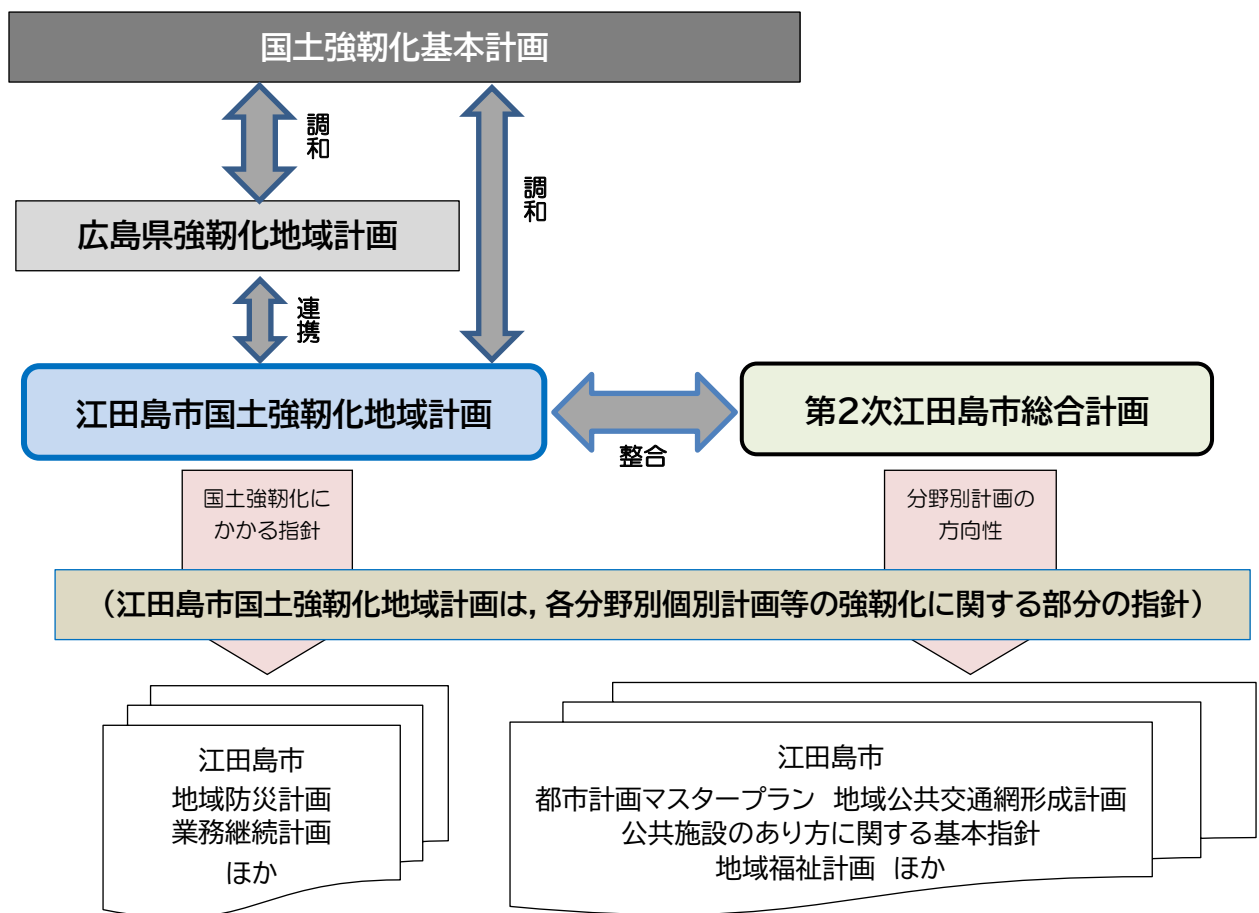 国土強靭化基本計画
調和
調和
広島県強靭化地域計画
連携
江田島市国土強靭化地域計画
第2次江田島市総合計画
整合
国土強靭化に
かかる指針
分野別計画の
方向性
（江田島市国土強靭化地域計画は，各分野別個別計画等の強靭化に関する部分の指針）
江田島市
地域防災計画
業務継続計画
ほか
江田島市
都市計画マスタープラン　地域公共交通網形成計画
公共施設のあり方に関する基本指針
地域福祉計画　ほか